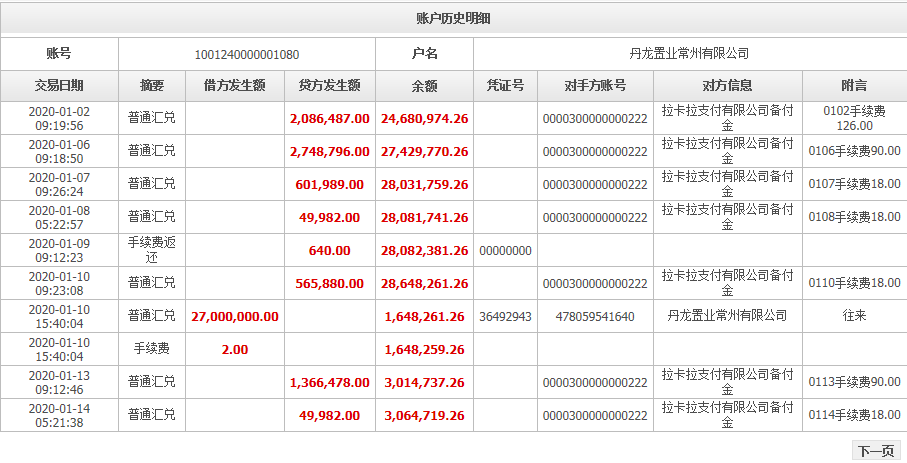 账户历史明细
账号 1001240000001080 户名 丹龙置业常州有限公司
交易日期 摘要 借方发生额 贷方发生额 余额 凭证号 对手方账号 对方信息 附言
2020-01-02 09:19:56 普通汇兑 2,086,487.00 24,680,974.26 0000300000000222 拉卡拉支付有限公司备付金 0102手续费126.00
2020-01-06 09:18:50 普通汇兑 2,748,796.00 27,429,770.26 0000300000000222 拉卡拉支付有限公司备付金 0106手续费90.00
2020-01-07 09:26:24 普通汇兑 601,989.00 28,031,759.26 0000300000000222 拉卡拉支付有限公司备付金 0107手续费18.00
2020-01-08 05:22:57 普通汇兑 49,982.00 28,081,741.26 0000300000000222 拉卡拉支付有限公司备付金 0108手续费18.00
2020-01-09 09:12:23 手续费返还 640.00 28,082,381.26 00000000
2020-01-10 09:23:08 普通汇兑 565,880.00 28,648,261.26 0000300000000222 拉卡拉支付有限公司备付金 0110手续费18.00
2020-01-10 15:40:04 普通汇兑 27,000,000.00 1,648,261.26 36492943 478059541640 丹龙置业常州有限公司 往来
2020-01-10 15:40:04 手续费 2.00 1,648,259.26
2020-01-13 09:12:46 普通汇兑 1,366,478.00 3,014,737.26 0000300000000222 拉卡拉支付有限公司备付金 0113手续费90.00
2020-01-14 05:21:38 普通汇兑 49,982.00 3,064,719.26 0000300000000222 拉卡拉支付有限公司备付金 0114手续费18.00
下一页